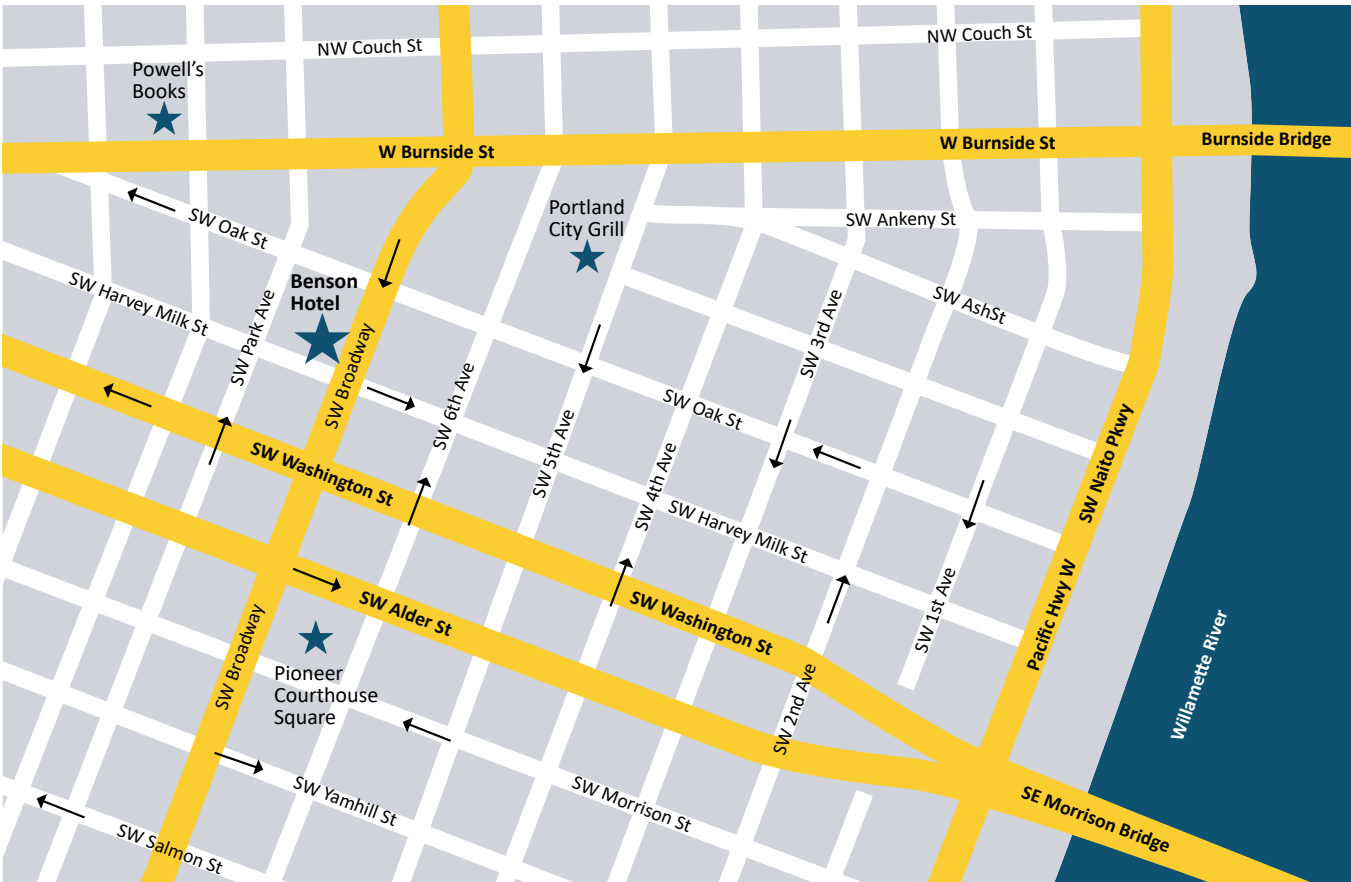 NW Couch St
NW Couch St
Powell's
Books
W Burnside St
W Burnside St
Burnside Bridge
Portland
City Grill
SW Ankeny St
SW Oak St
SW Harvey Milk St
Benson
Hotel
SW Park Ave
SW Broadway
SW 6th Ave
SW 5th Ave
SW 4th Ave
SW 3rd Ave
SW AshSt
SW Oak St
SW Washington St
SW Harvey Milk St
SW Naito Pkwy
Pacific Hwy W
SW 1st Ave
SW Alder St
SW Washington St
SW Broadway
Pioneer
Courthouse
Square
SW 2nd Ave
Willamette River
SW Yamhill St
SW Morrison St
SE Morrison Bridge
SW Salmon St